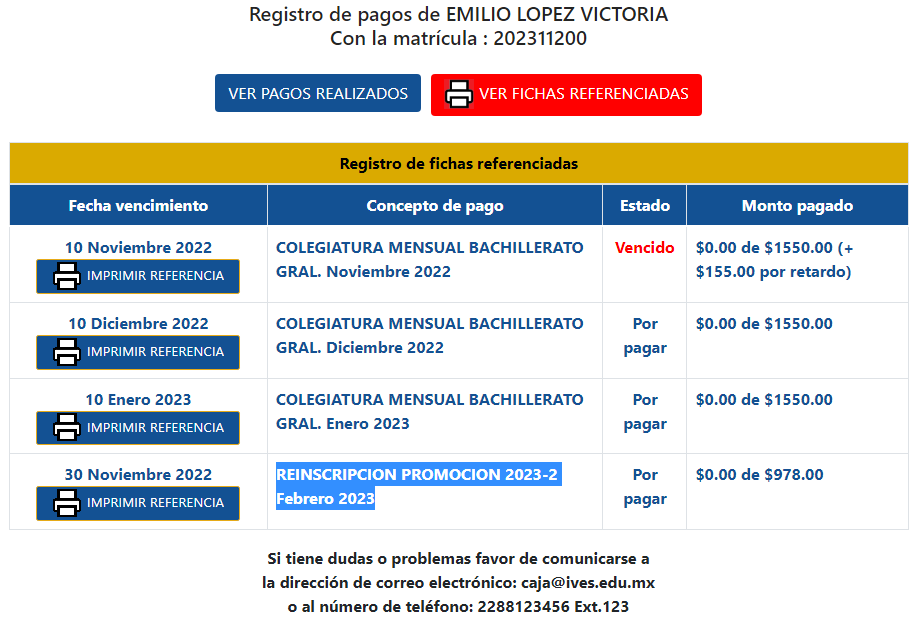 Registro de pagos de EMILIO LOPEZ VICTORIA
Con la matrícula : 202311200
VER PAGOS REALIZADOS
VER FICHAS REFERENCIADAS
Registro de fichas referenciadas
Fecha vencimiento Concepto de pago Estado Monto pagado
10 Noviembre 2022
IMPRIMIR REFERENCIA
COLEGIATURA MENSUAL BACHILLERATO
GRAL. Noviembre 2022
Vencido
$0.00 de $1550.00 (+
$155.00 por retardo)
10 Diciembre 2022
IMPRIMIR REFERENCIA
COLEGIATURA MENSUAL BACHILLERATO
GRAL. Diciembre 2022
Por
pagar
$0.00 de $1550.00
10 Enero 2023
IMPRIMIR REFERENCIA
COLEGIATURA MENSUAL BACHILLERATO
GRAL. Enero 2023
Por
pagar
$0.00 de $1550.00
30 Noviembre 2022
IMPRIMIR REFERENCIA
REINSCRIPCION PROMOCION 2023-2
Febrero 2023
Por
pagar
$0.00 de $978.00
Si tiene dudas o problemas favor de comunicarse a
la dirección de correo electrónico: caja@ives.edu.mx
o al número de teléfono: 2288123456 Ext.123